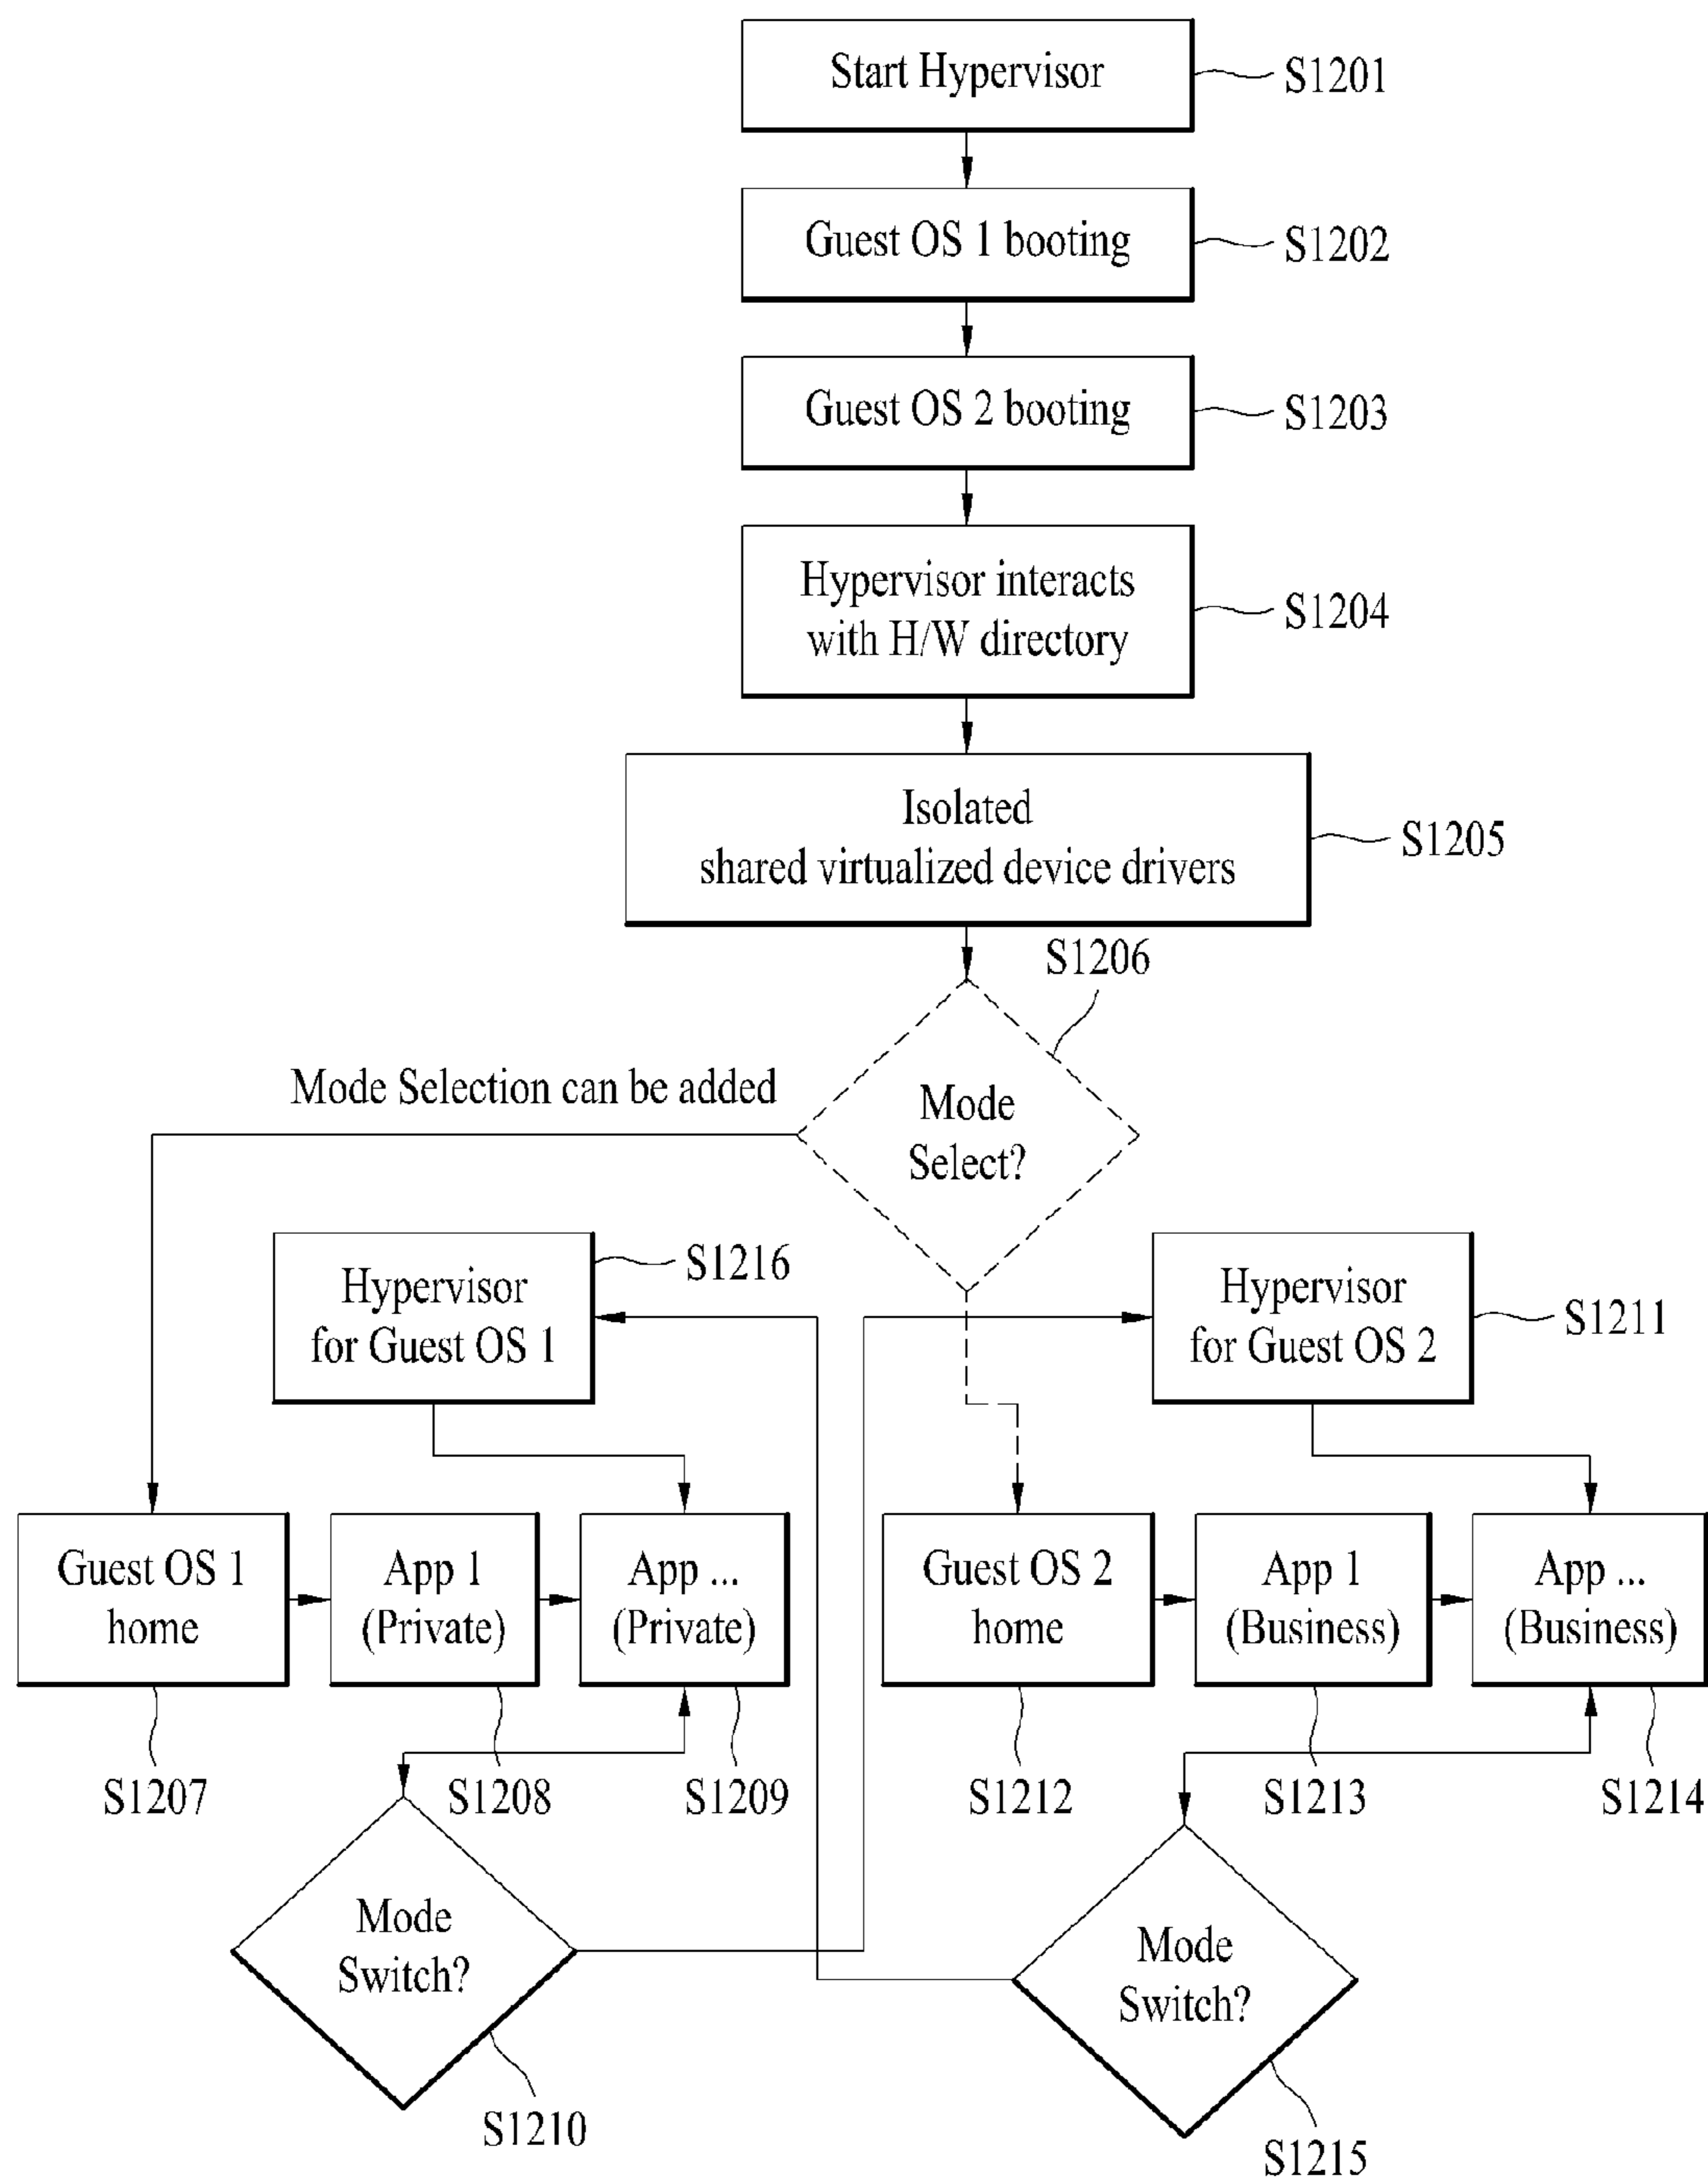 Start Hypervisor
S1201
Guest OS 1 booting
S1202
Guest OS 2 booting
S1203
Hypervisor interacts
with H/W directory
S1204
Isolated
shared virtualized device drivers
S1205
S1206
Mode Selection can be added
Mode
Select?
Hypervisor
for Guest OS 1
S1216
Hypervisor
for Guest OS 2
S1211
Guest OS 1
home
App 1
(Private)
App ...
(Private)
Guest OS 2
home
App 1
(Business)
App ...
(Business)
S1207
S1208
S1209
S1212
S1213
S1214
Mode
Switch?
Mode
Switch?
S1210
S1215